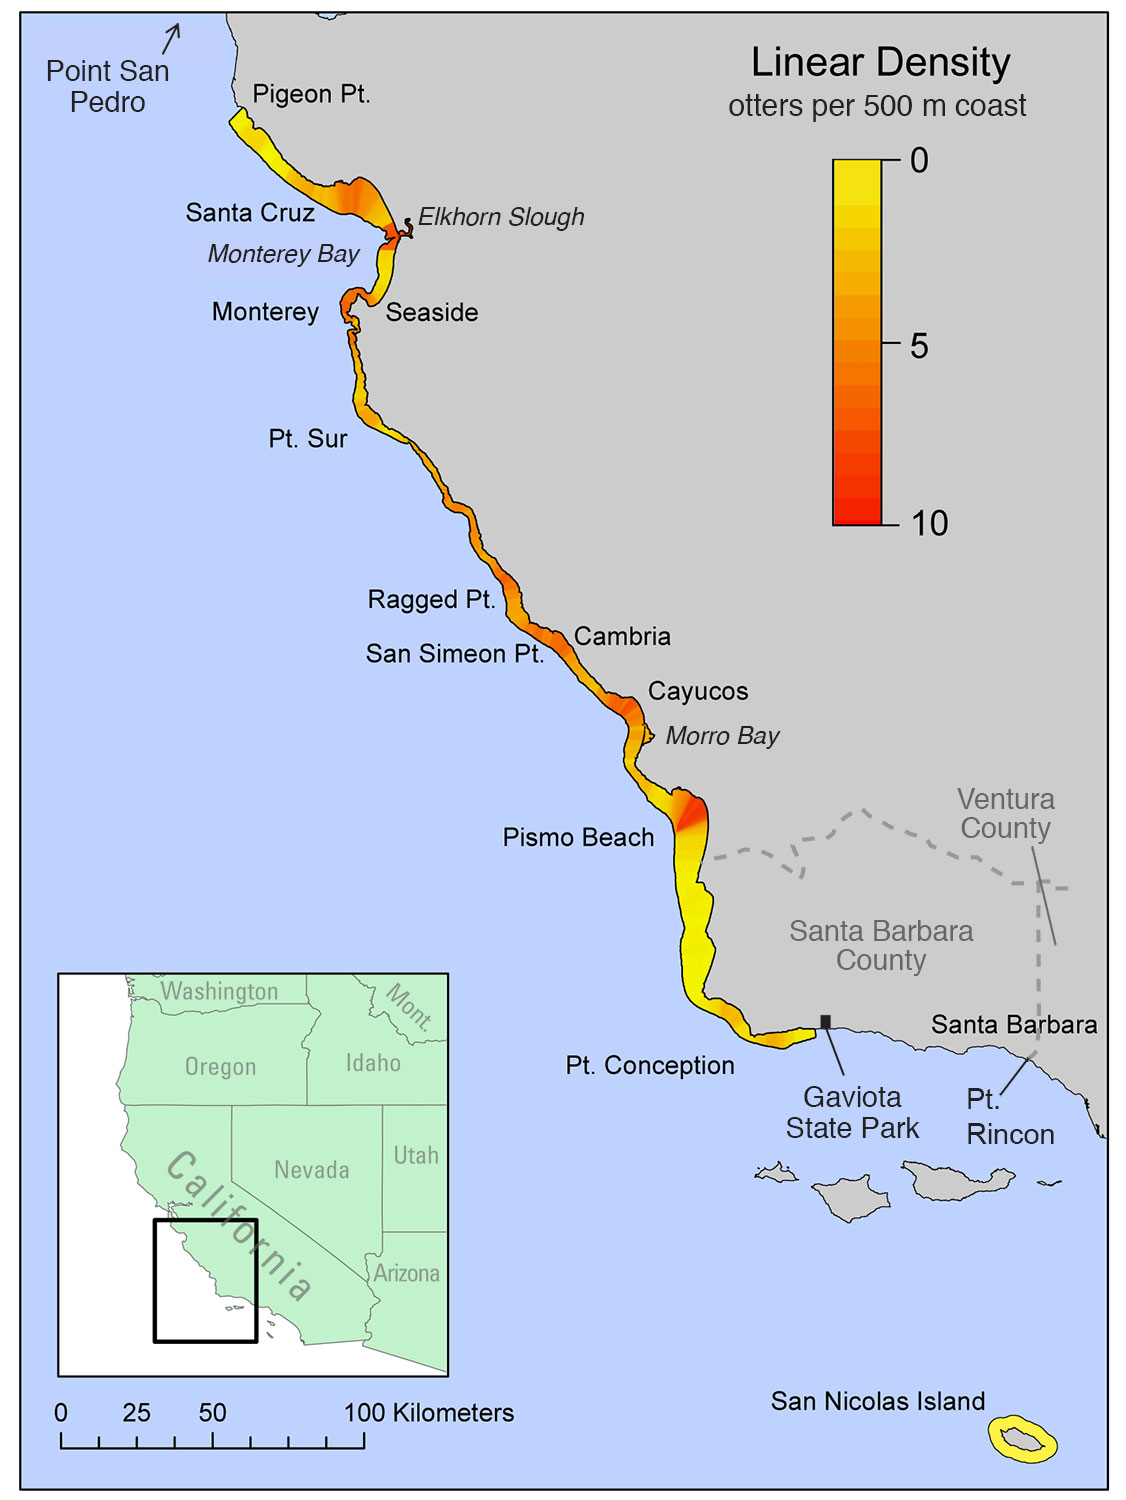 Point San
Pedro
Pigeon Pt.
Linear Density
otters per 500 m coast
0
5
10
Santa Cruz
Elkhorn Slough
Monterey Bay
Monterey
Seaside
Pt. Sur
Ragged Pt.
Cambria
San Simeon Pt.
Cayucos
Morro Bay
Pismo Beach
Ventura
County
Santa Barbara
County
Santa Barbara
Pt. Conception
Gaviota
State Park
Pt.
Rincon
Washington
Mont.
Oregon
Idaho
California
Nevada
Utah
Arizona
San Nicolas Island
0 25 50 100 Kilometers